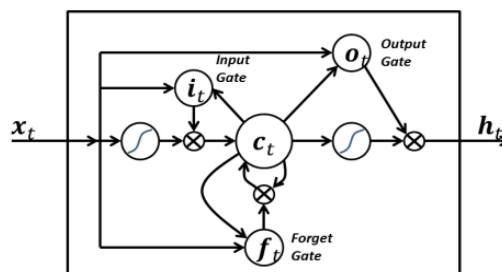 Input
Gate
Output
Gate
o_t
i_t
x_t
c_t
h_t
f_t
Forget
Gate